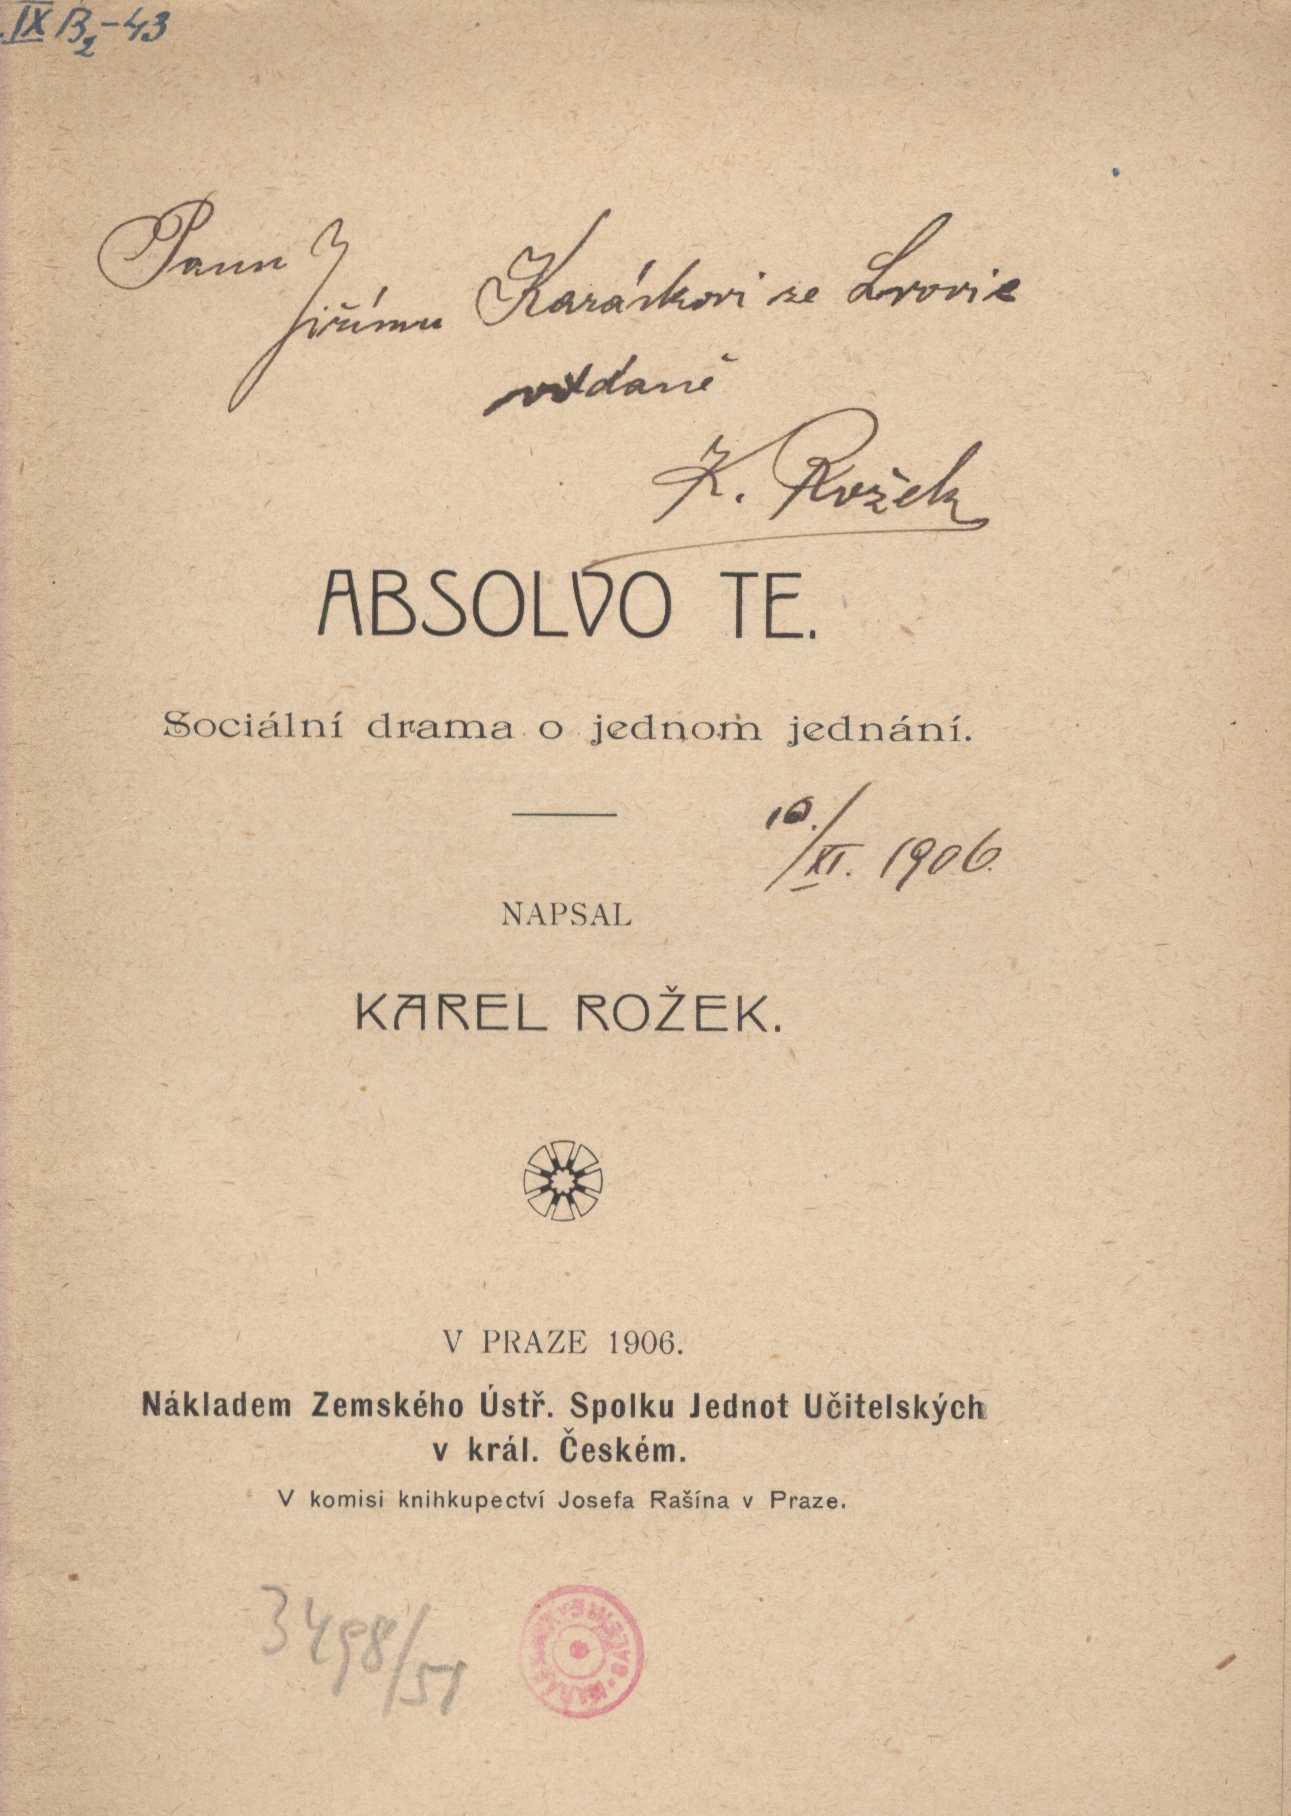 IX B2-43
Panu
Jiřímu Karáskovi ze Lvovic
oddaně
K. Rožek
ABSOLVO TE.
Sociální drama o jednom jednání.
10./XI. 1906.
NAPSAL
KAREL ROŽEK.
V PRAZE 1906.
Nákladem Zemského Ústř. Spolku Jednot Učitelských
v král. Českém.
V komisi knihkupectví Josefa Rašína v Praze.
3498/51